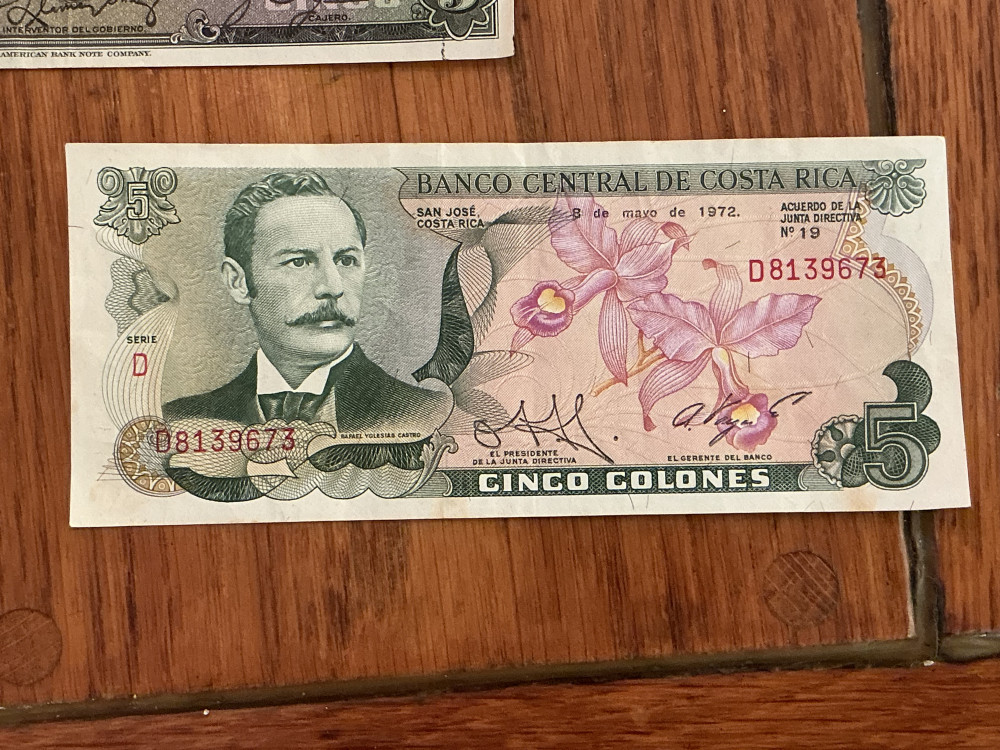 INTERVENTOR DEL GOBIERNO.
CAJERO.
AMERICAN BANK NOTE COMPANY.
5
BANCO CENTRAL DE COSTA RICA
SAN JOSÉ,
COSTA RICA
3 de mayo de 1972.
ACUERDO DE LA
JUNTA DIRECTIVA
Nº 19
D8139673
SERIE
D
D8139673
RAFAEL YGLESIAS CASTRO
EL PRESIDENTE
DE LA JUNTA DIRECTIVA
EL GERENTE DEL BANCO
CINCO COLONES
5